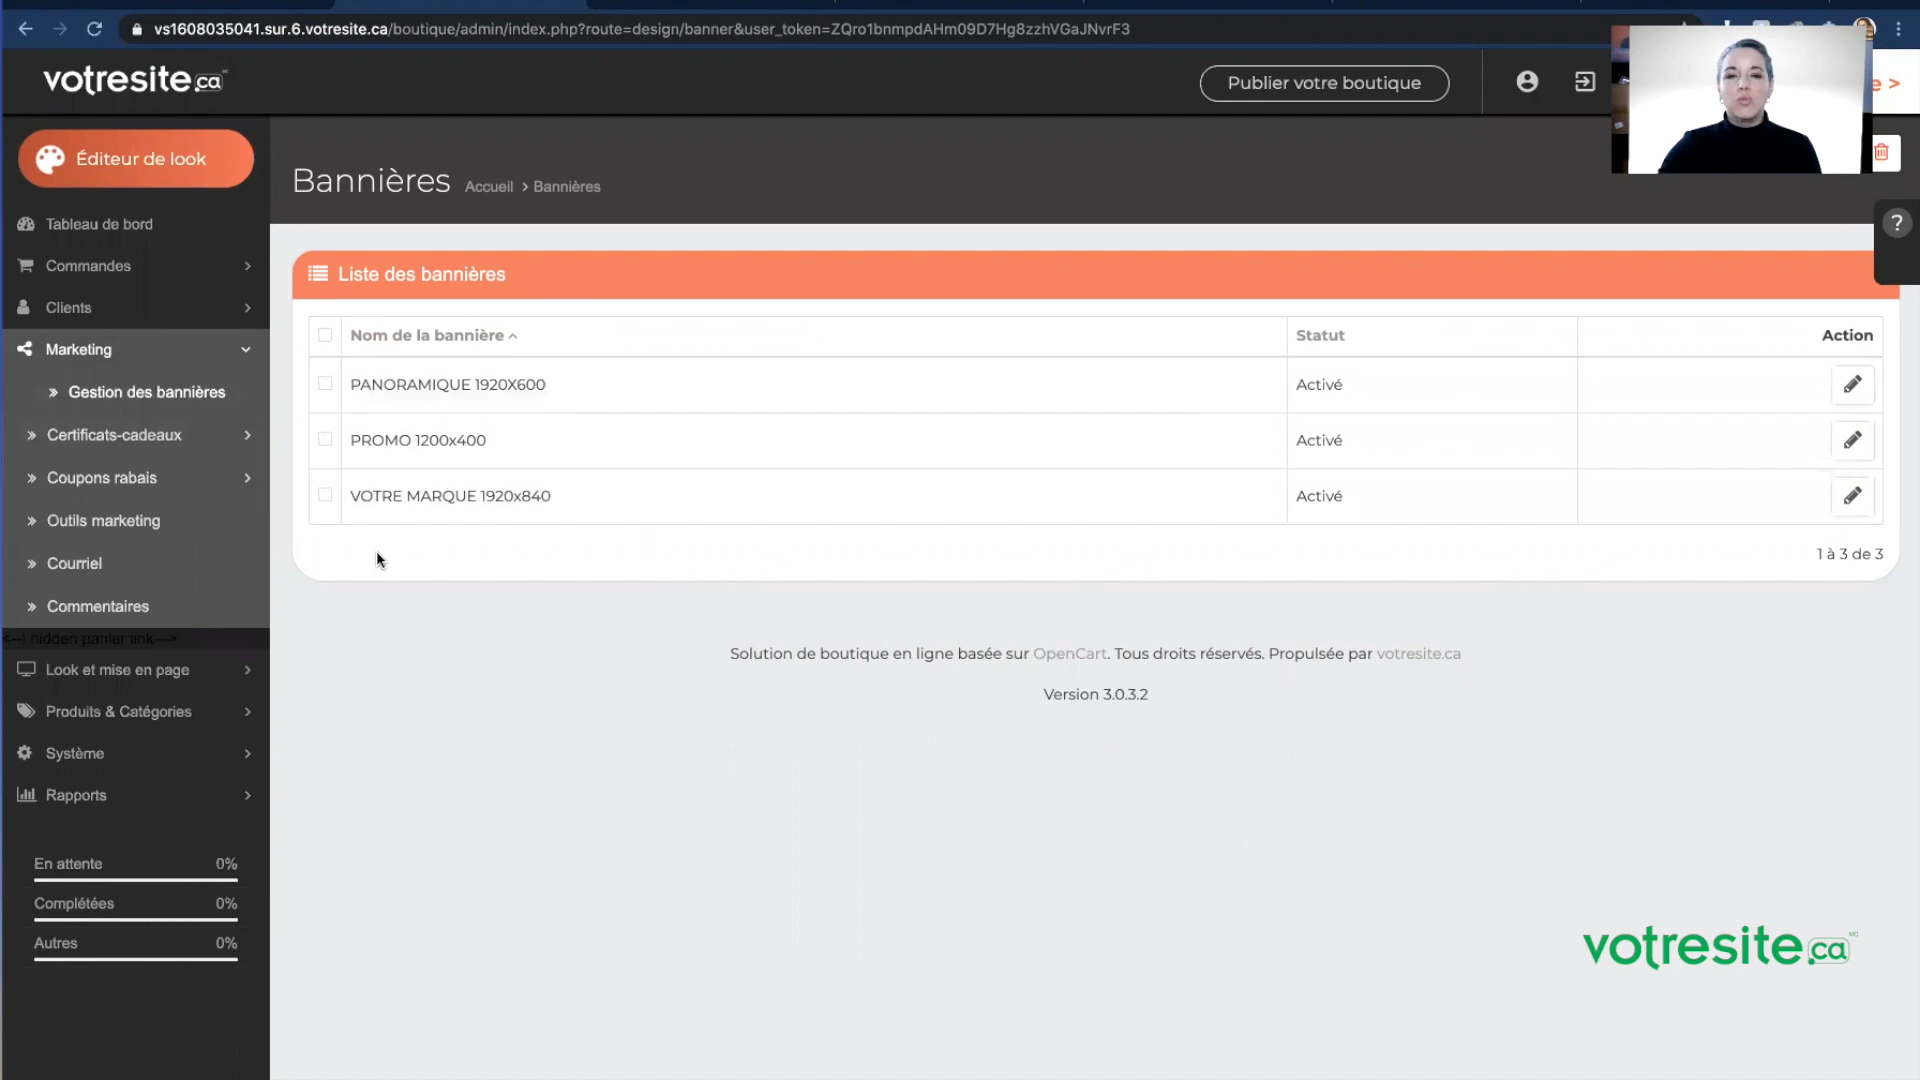 vs1608035041.sur.6.votresite.ca/boutique/admin/index.php?route=design/banner&user_token=ZQro1bnmpdAHm09D7Hg8zzhVGaJNvrF3
votresite.ca
Publier votre boutique
e >
Éditeur de look
Bannières
Accueil > Bannières
?
Tableau de bord
Commandes
Clients
Marketing
Gestion des bannières
Certificats-cadeaux
Coupons rabais
Outils marketing
Courriel
Commentaires
<--! hidden panier link--->
Look et mise en page
Produits & Catégories
Système
Rapports
En attente 0%
Complétées 0%
Autres 0%
Liste des bannières
Nom de la bannière Statut Action
PANORAMIQUE 1920X600 Activé
PROMO 1200x400 Activé
VOTRE MARQUE 1920x840 Activé
1 à 3 de 3
Solution de boutique en ligne basée sur OpenCart. Tous droits réservés. Propulsée par votresite.ca
Version 3.0.3.2
votresite.ca MC